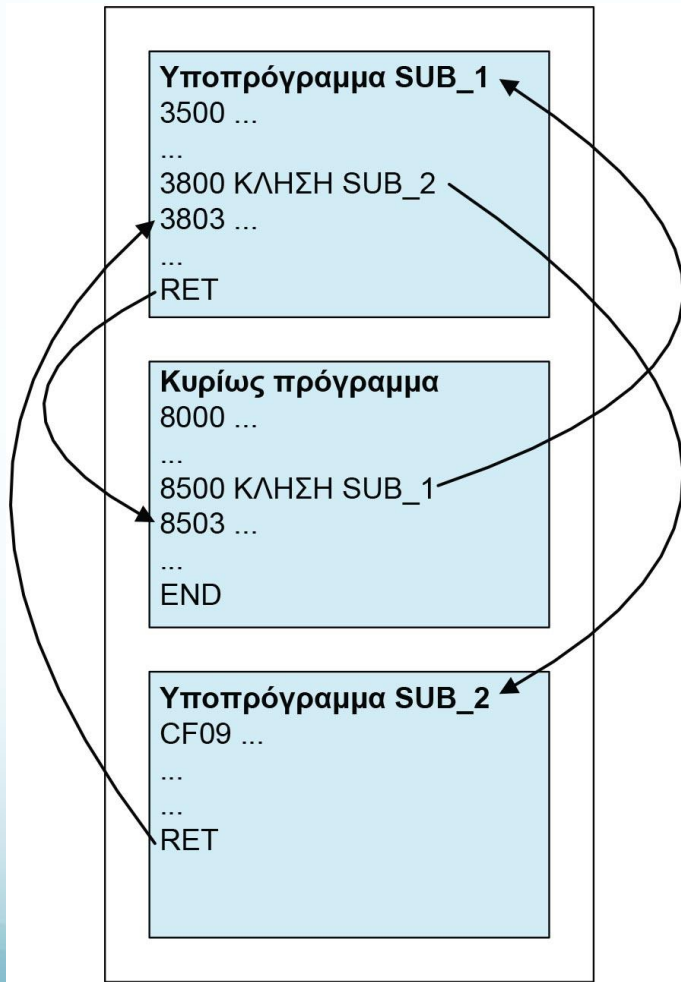 Υποπρόγραμμα SUB_1
3500 ...
...
3800 ΚΛΗΣΗ SUB_2
3803 ...
...
RET
Κυρίως πρόγραμμα
8000 ...
...
8500 ΚΛΗΣΗ SUB_1
8503 ...
...
END
Υποπρόγραμμα SUB_2
CF09 ...
...
...
RET